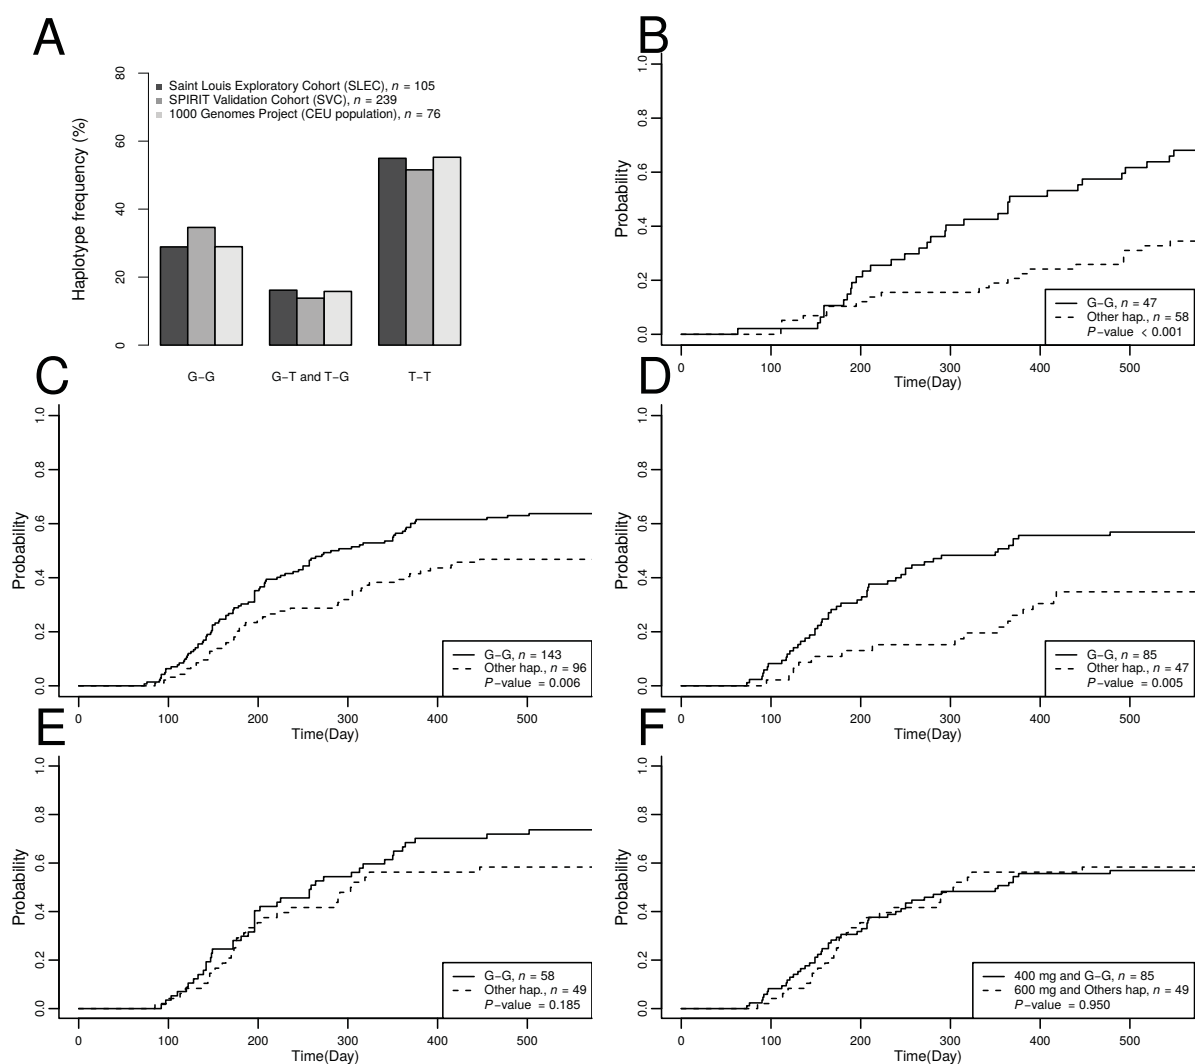 A
Haplotype frequency (%)
0 20 40 60 80
Saint Louis Exploratory Cohort (SLEC), n = 105
SPIRIT Validation Cohort (SVC), n = 239
1000 Genomes Project (CEU population), n = 76
G−G G−T and T−G T−T
B
Probability
0.0 0.2 0.4 0.6 0.8 1.0
G−G, n = 47
Other hap., n = 58
P−value < 0.001
0 100 200 300 400 500
Time(Day)
C
Probability
0.0 0.2 0.4 0.6 0.8 1.0
G−G, n = 143
Other hap., n = 96
P−value = 0.006
0 100 200 300 400 500
Time(Day)
D
Probability
0.0 0.2 0.4 0.6 0.8 1.0
G−G, n = 85
Other hap., n = 47
P−value = 0.005
0 100 200 300 400 500
Time(Day)
E
Probability
0.0 0.2 0.4 0.6 0.8 1.0
G−G, n = 58
Other hap., n = 49
P−value = 0.185
0 100 200 300 400 500
Time(Day)
F
Probability
0.0 0.2 0.4 0.6 0.8 1.0
400 mg and G−G, n = 85
600 mg and Others hap, n = 49
P−value = 0.950
0 100 200 300 400 500
Time(Day)